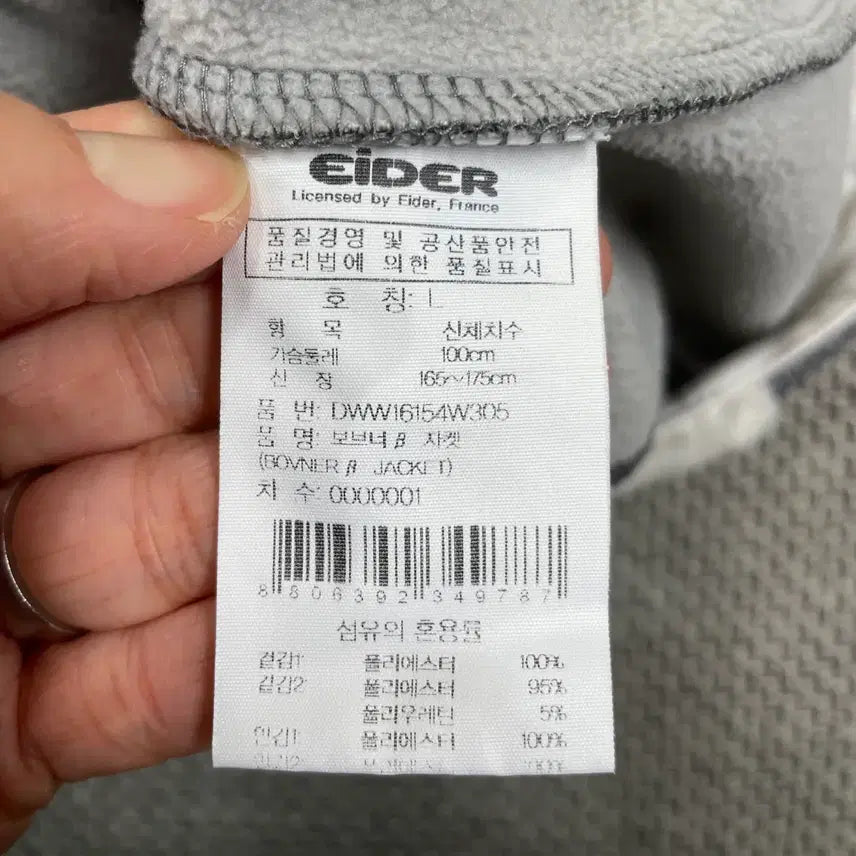 EiDER
Licensed by Eider, France
품질경영 및 공산품안전
관리법에 의한 품질표시
호 칭: L
항 목 신체치수
가슴둘레 100cm
신 장 165~175cm
품 번: DWW16154W305
품 명: 보브너 β 자켓
(BOVNER β JACKET)
치 수: 0000001
8 806392 349787
섬유의 혼용률
겉감1: 폴리에스터 100%
겉감2: 폴리에스터 95%
폴리우레탄 5%
안감1: 폴리에스터 100%